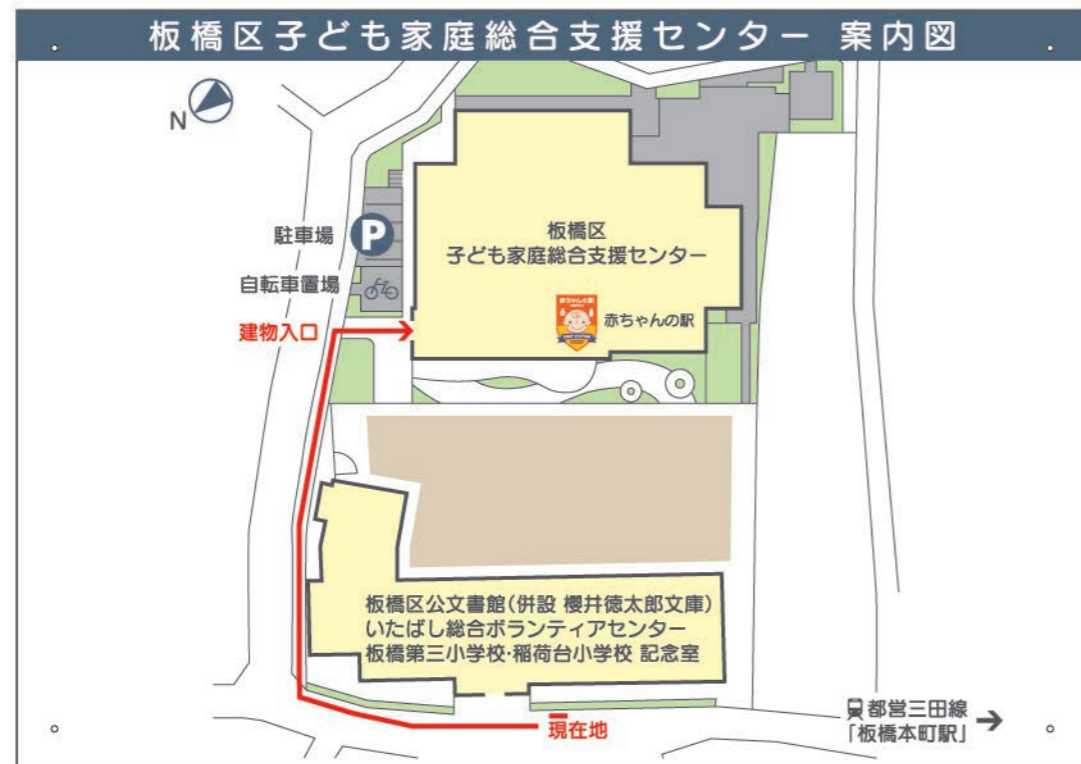 板橋区子ども家庭総合支援センター 案内図
N
駐車場
P
自転車置場
建物入口
板橋区
子ども家庭総合支援センター
赤ちゃんの駅
赤ちゃんの駅
板橋区公文書館(併設 櫻井徳太郎文庫)
いたばし総合ボランティアセンター
板橋第三小学校・稲荷台小学校 記念室
現在地
都営三田線
「板橋本町駅」